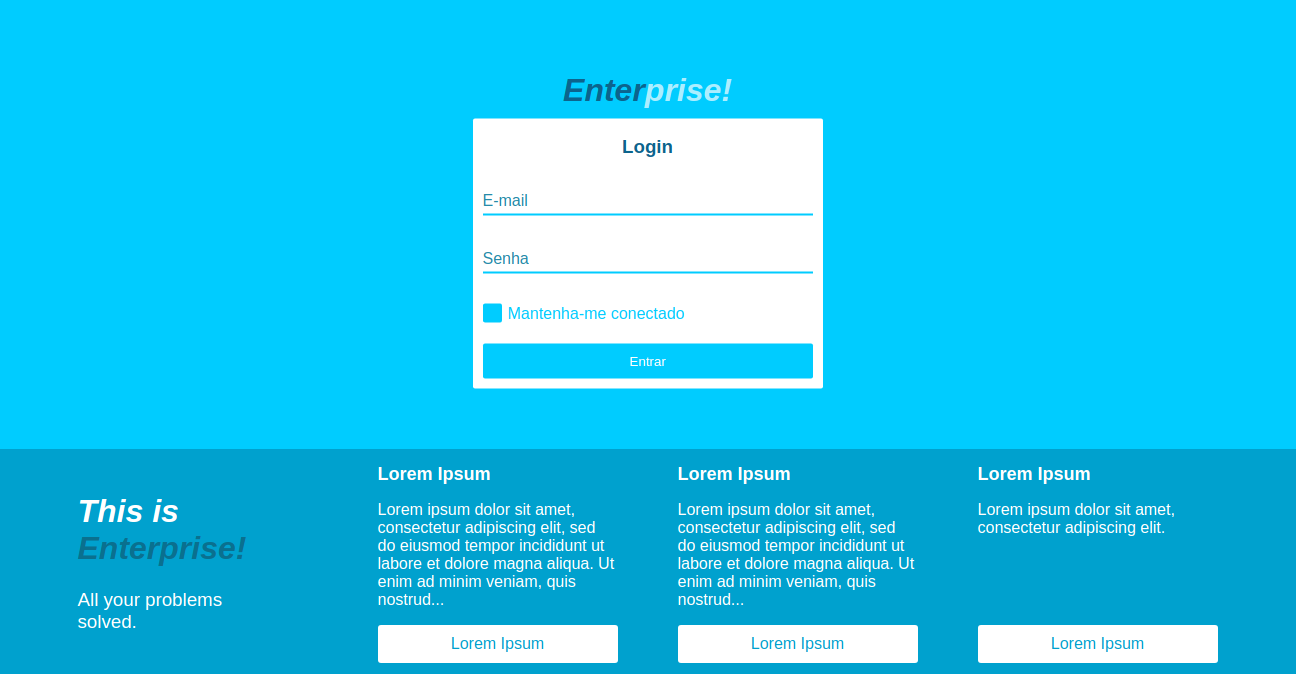 Enterprise!
Login
E-mail
Senha
Mantenha-me conectado
Entrar
This is
Enterprise!
All your problems
solved.
Lorem Ipsum
Lorem ipsum dolor sit amet,
consectetur adipiscing elit, sed
do eiusmod tempor incididunt ut
labore et dolore magna aliqua. Ut
enim ad minim veniam, quis
nostrud...
Lorem Ipsum
Lorem Ipsum
Lorem ipsum dolor sit amet,
consectetur adipiscing elit, sed
do eiusmod tempor incididunt ut
labore et dolore magna aliqua. Ut
enim ad minim veniam, quis
nostrud...
Lorem Ipsum
Lorem Ipsum
Lorem ipsum dolor sit amet,
consectetur adipiscing elit.
Lorem Ipsum